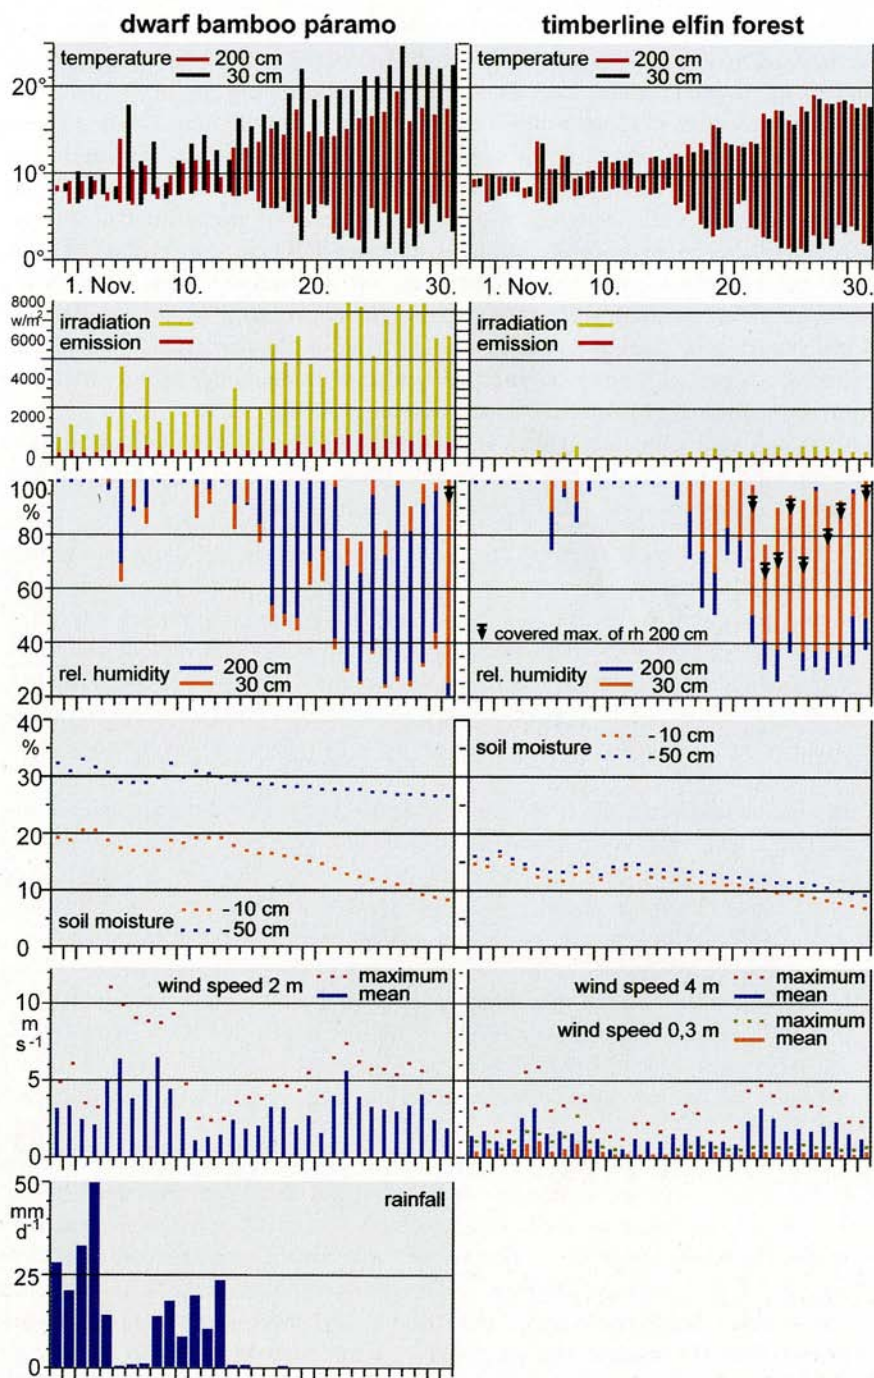 dwarf bamboo páramo
timberline elfin forest
temperature 200 cm
30 cm
temperature 200 cm
30 cm
20°
10°
0°
1. Nov. 10. 20. 30.
1. Nov. 10. 20. 30.
8000
w/m²
6000
4000
2000
0
irradiation
emission
irradiation
emission
100
%
80
60
40
20
rel. humidity 200 cm
30 cm
covered max. of rh 200 cm
rel. humidity 200 cm
30 cm
40
%
30
20
10
0
soil moisture -10 cm
-50 cm
soil moisture -10 cm
-50 cm
10
m
s-1
5
0
wind speed 2 m maximum
mean
wind speed 4 m maximum
mean
wind speed 0,3 m maximum
mean
50
mm
d-1
25
0
rainfall